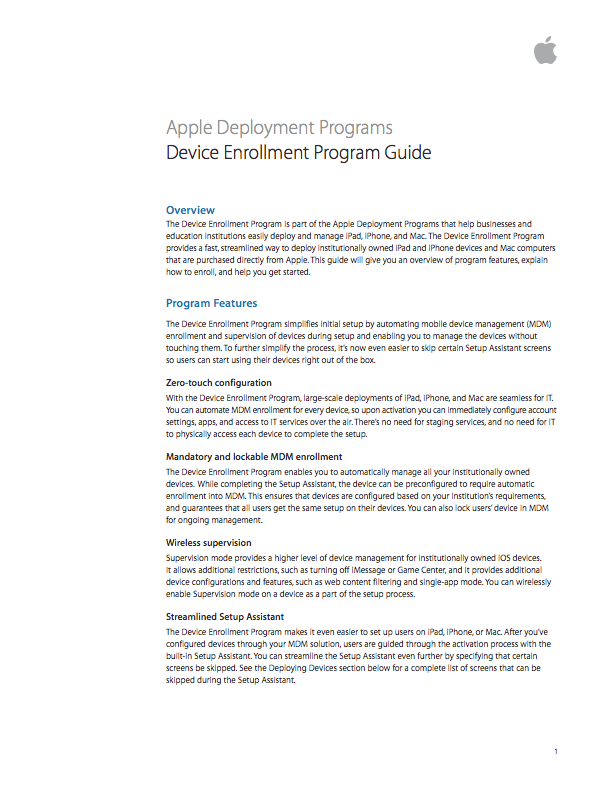 Apple Deployment Programs
Device Enrollment Program Guide
Overview
The Device Enrollment Program is part of the Apple Deployment Programs that help businesses and
education institutions easily deploy and manage iPad, iPhone, and Mac. The Device Enrollment Program
provides a fast, streamlined way to deploy institutionally owned iPad and iPhone devices and Mac computers
that are purchased directly from Apple. This guide will give you an overview of program features, explain
how to enroll, and help you get started.
Program Features
The Device Enrollment Program simplifies initial setup by automating mobile device management (MDM)
enrollment and supervision of devices during setup and enabling you to manage the devices without
touching them. To further simplify the process, it's now even easier to skip certain Setup Assistant screens
so users can start using their devices right out of the box.
Zero-touch configuration
With the Device Enrollment Program, large-scale deployments of iPad, iPhone, and Mac are seamless for IT.
You can automate MDM enrollment for every device, so upon activation you can immediately configure account
settings, apps, and access to IT services over the air. There's no need for staging services, and no need for IT
to physically access each device to complete the setup.
Mandatory and lockable MDM enrollment
The Device Enrollment Program enables you to automatically manage all your institutionally owned
devices. While completing the Setup Assistant, the device can be preconfigured to require automatic
enrollment into MDM. This ensures that devices are configured based on your institution's requirements,
and guarantees that all users get the same setup on their devices. You can also lock users' device in MDM
for ongoing management.
Wireless supervision
Supervision mode provides a higher level of device management for institutionally owned iOS devices.
It allows additional restrictions, such as turning off iMessage or Game Center, and it provides additional
device configurations and features, such as web content filtering and single-app mode. You can wirelessly
enable Supervision mode on a device as a part of the setup process.
Streamlined Setup Assistant
The Device Enrollment Program makes it even easier to set up users on iPad, iPhone, or Mac. After you've
configured devices through your MDM solution, users are guided through the activation process with the
built-in Setup Assistant. You can streamline the Setup Assistant even further by specifying that certain
screens be skipped. See the Deploying Devices section below for a complete list of screens that can be
skipped during the Setup Assistant.
1